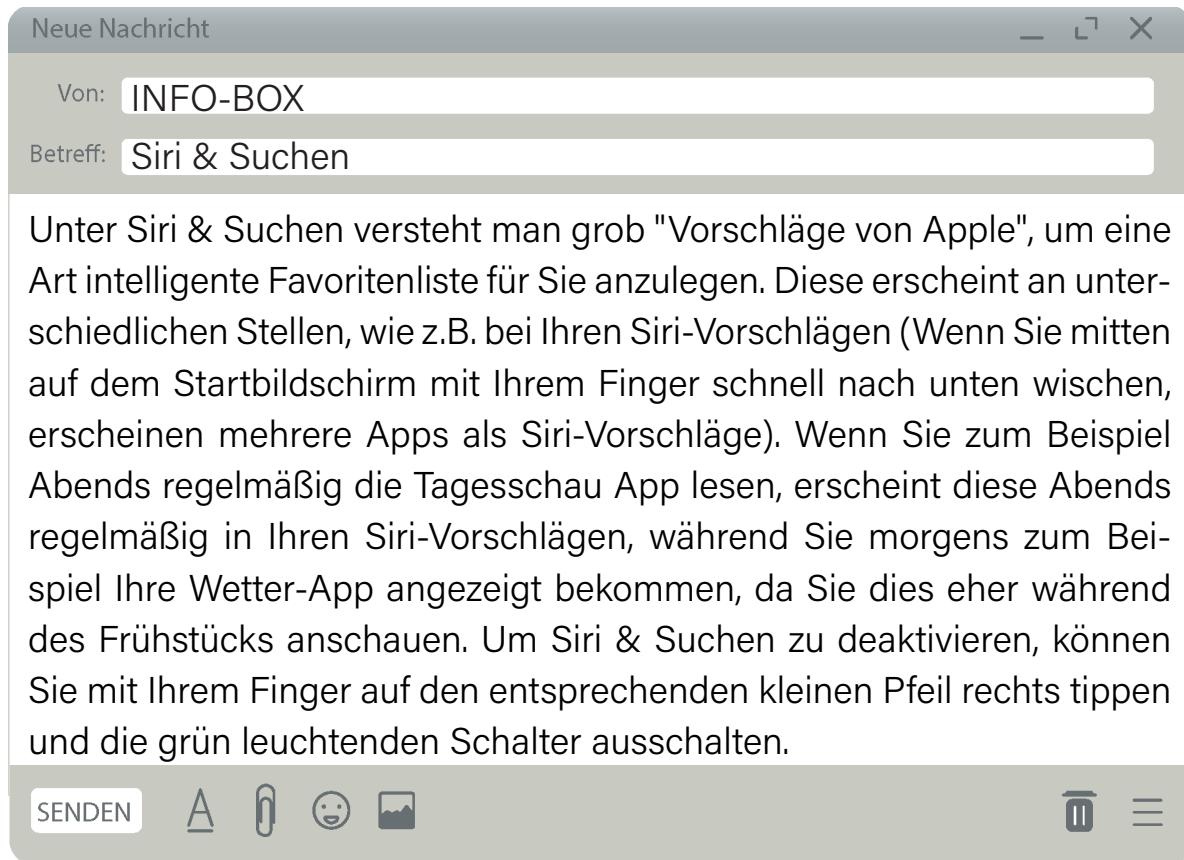 Neue Nachricht
Von: INFO-BOX
Betreff: Siri & Suchen
Unter Siri & Suchen versteht man grob "Vorschläge von Apple", um eine
Art intelligente Favoritenliste für Sie anzulegen. Diese erscheint an unter-
schiedlichen Stellen, wie z.B. bei Ihren Siri-Vorschlägen (Wenn Sie mitten
auf dem Startbildschirm mit Ihrem Finger schnell nach unten wischen,
erscheinen mehrere Apps als Siri-Vorschläge). Wenn Sie zum Beispiel
Abends regelmäßig die Tagesschau App lesen, erscheint diese Abends
regelmäßig in Ihren Siri-Vorschlägen, während Sie morgens zum Bei-
spiel Ihre Wetter-App angezeigt bekommen, da Sie dies eher während
des Frühstücks anschauen. Um Siri & Suchen zu deaktivieren, können
Sie mit Ihrem Finger auf den entsprechenden kleinen Pfeil rechts tippen
und die grün leuchtenden Schalter ausschalten.
SENDEN A